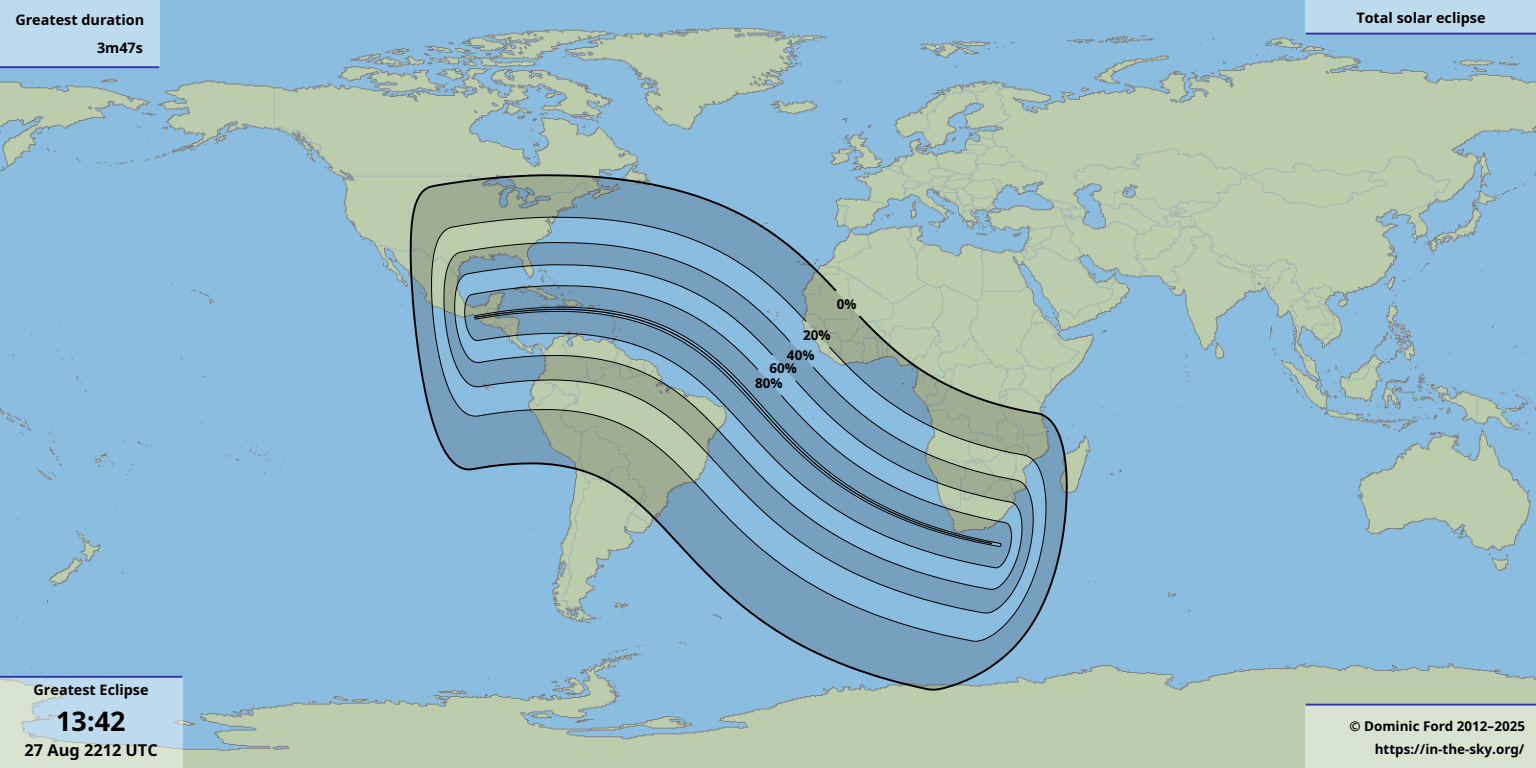 Greatest duration
3m47s
Total solar eclipse
0%
20%
40%
60%
80%
Greatest Eclipse
13:42
27 Aug 2212 UTC
© Dominic Ford 2012–2025
https://in-the-sky.org/